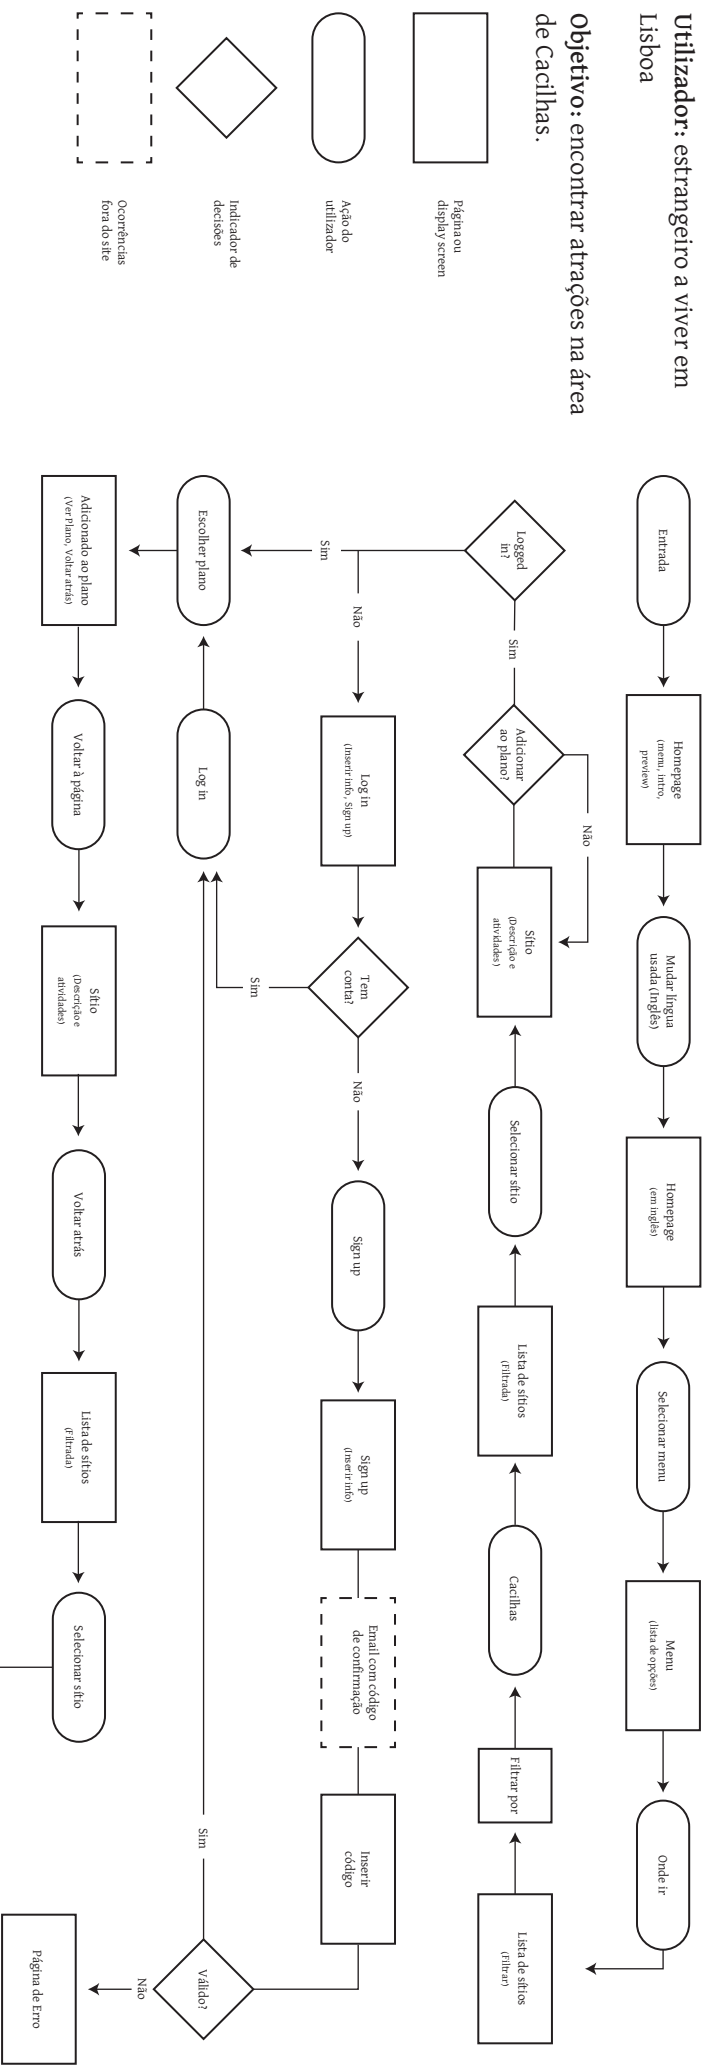 Utilizador: estrangeiro a viver em
Lisboa
Objetivo: encontrar atrações na área
de Cacilhas.
Página ou
display screen
Ação do
utilizador
Indicador de
decisões
Ocorrências
fora do site
Entrada
Homepage
(menu, intro,
preview)
Mudar língua
usada (Inglês)
Homepage
(em inglês)
Selecionar menu
Menu
(lista de opções)
Onde ir
Lista de sítios
(Filtrar)
Filtrar por
Cacilhas
Lista de sítios
(Filtrada)
Selecionar sítio
Sítio
(Descrição e
atividades)
Não
Adicionar
ao plano?
Sim
Logged
in?
Não
Sim
Log in
(Inserir info, Sign up)
Tem
conta?
Sim
Não
Sign up
Sign up
(Inserir info)
Email com código
de confirmação
Inserir
código
Válido?
Sim
Não
Página de Erro
Log in
Escolher plano
Adicionado ao plano
(Ver Plano, Voltar atrás)
Voltar à página
Sítio
(Descrição e
atividades)
Voltar atrás
Lista de sítios
(Filtrada)
Selecionar sítio